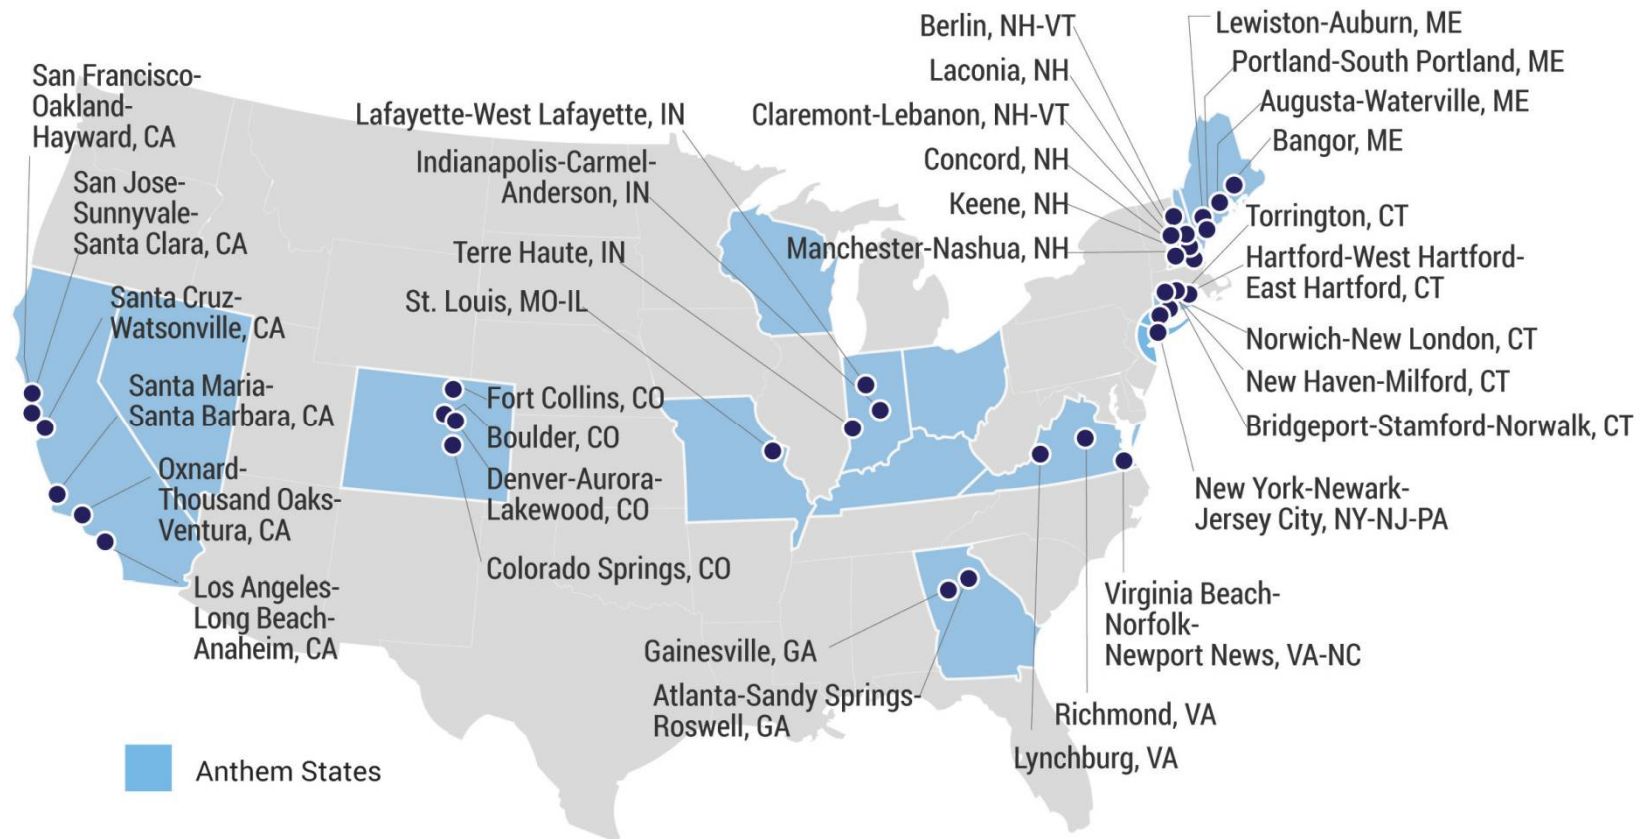 San Francisco-
Oakland-
Hayward, CA
San Jose-
Sunnyvale-
Santa Clara, CA
Santa Cruz-
Watsonville, CA
Santa Maria-
Santa Barbara, CA
Oxnard-
Thousand Oaks-
Ventura, CA
Los Angeles-
Long Beach-
Anaheim, CA
Lafayette-West Lafayette, IN
Indianapolis-Carmel-
Anderson, IN
Terre Haute, IN
St. Louis, MO-IL
Fort Collins, CO
Boulder, CO
Denver-Aurora-
Lakewood, CO
Colorado Springs, CO
Berlin, NH-VT
Laconia, NH
Claremont-Lebanon, NH-VT
Concord, NH
Keene, NH
Manchester-Nashua, NH
Lewiston-Auburn, ME
Portland-South Portland, ME
Augusta-Waterville, ME
Bangor, ME
Torrington, CT
Hartford-West Hartford-
East Hartford, CT
Norwich-New London, CT
New Haven-Milford, CT
Bridgeport-Stamford-Norwalk, CT
New York-Newark-
Jersey City, NY-NJ-PA
Virginia Beach-
Norfolk-
Newport News, VA-NC
Richmond, VA
Lynchburg, VA
Gainesville, GA
Atlanta-Sandy Springs-
Roswell, GA
Anthem States